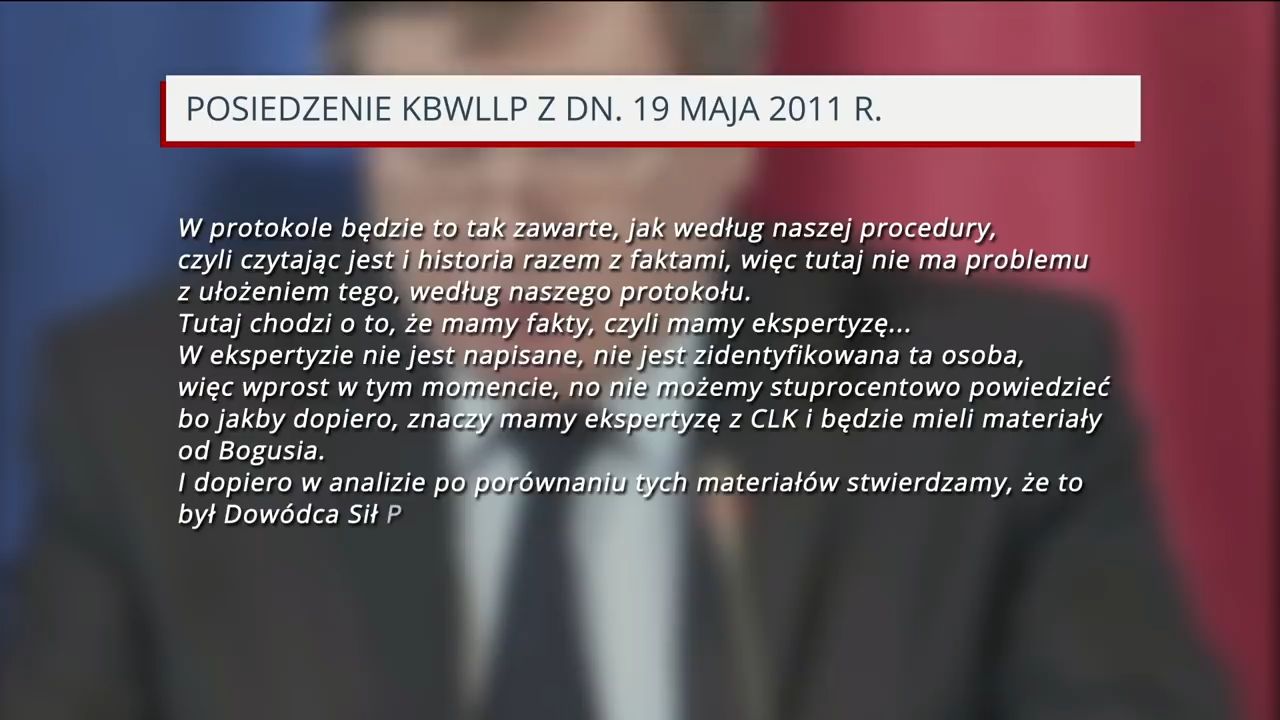 POSIEDZENIE KBWLLP Z DN. 19 MAJA 2011 R.
W protokole będzie to tak zawarte, jak według naszej procedury,
czyli czytając jest i historia razem z faktami, więc tutaj nie ma problemu
z ułożeniem tego, według naszego protokołu.
Tutaj chodzi o to, że mamy fakty, czyli mamy ekspertyzę...
W ekspertyzie nie jest napisane, nie jest zidentyfikowana ta osoba,
więc wprost w tym momencie, no nie możemy stuprocentowo powiedzieć
bo jakby dopiero, znaczy mamy ekspertyzę z CLK i będzie mieli materiały
od Bogusia.
I dopiero w analizie po porównaniu tych materiałów stwierdzamy, że to
był Dowódca Sił P